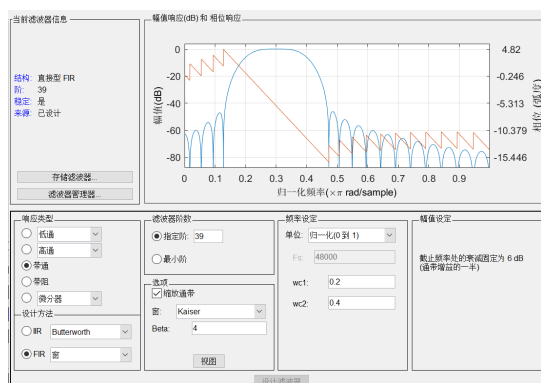 当前滤波器信息
结构: 直接型 FIR
阶: 39
稳定: 是
来源: 已设计
存储滤波器...
滤波器管理器...
幅值响应(dB)和 相位响应
0
-20
-40
-60
-80
幅值(dB)
4.82
-0.246
-5.313
-10.379
-15.446
相位 (弧度)
0 0.1 0.2 0.3 0.4 0.5 0.6 0.7 0.8 0.9
归一化频率(×π rad/sample)
响应类型
低通
高通
带通
带阻
微分器
设计方法
IIR Butterworth
FIR 窗
滤波器阶数
指定阶: 39
最小阶
选项
缩放通带
窗: Kaiser
Beta: 4
视图
频率设定
单位: 归一化(0 到 1)
Fs: 48000
wc1: 0.2
wc2: 0.4
幅值设定
截止频率处的衰减固定为 6 dB
(通带增益的一半)
设计滤波器